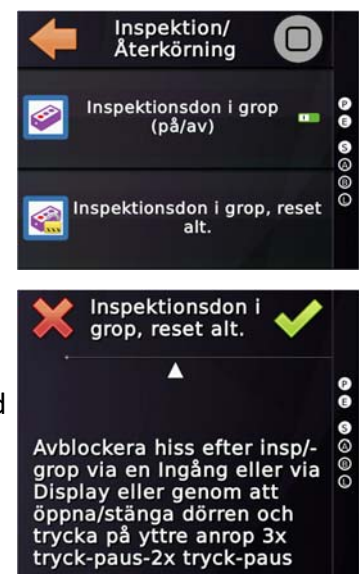 Inspektion/
Återkörning
Inspektionsdon i grop
(på/av)
Inspektionsdon i grop, reset
alt.
P
E
S
A
B
L
Inspektionsdon i
grop, reset alt.
d
Avblockera hiss efter insp/-
grop via en Ingång eller via
Display eller genom att
öppna/stänga dörren och
trycka på yttre anrop 3x
tryck-paus-2x tryck-paus
P
E
S
A
B
L